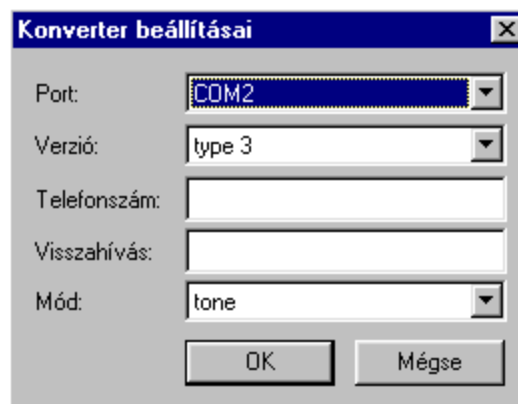 Konverter beállításai
Port: COM2
Verzió: type 3
Telefonszám:
Visszahívás:
Mód: tone
OK Mégse